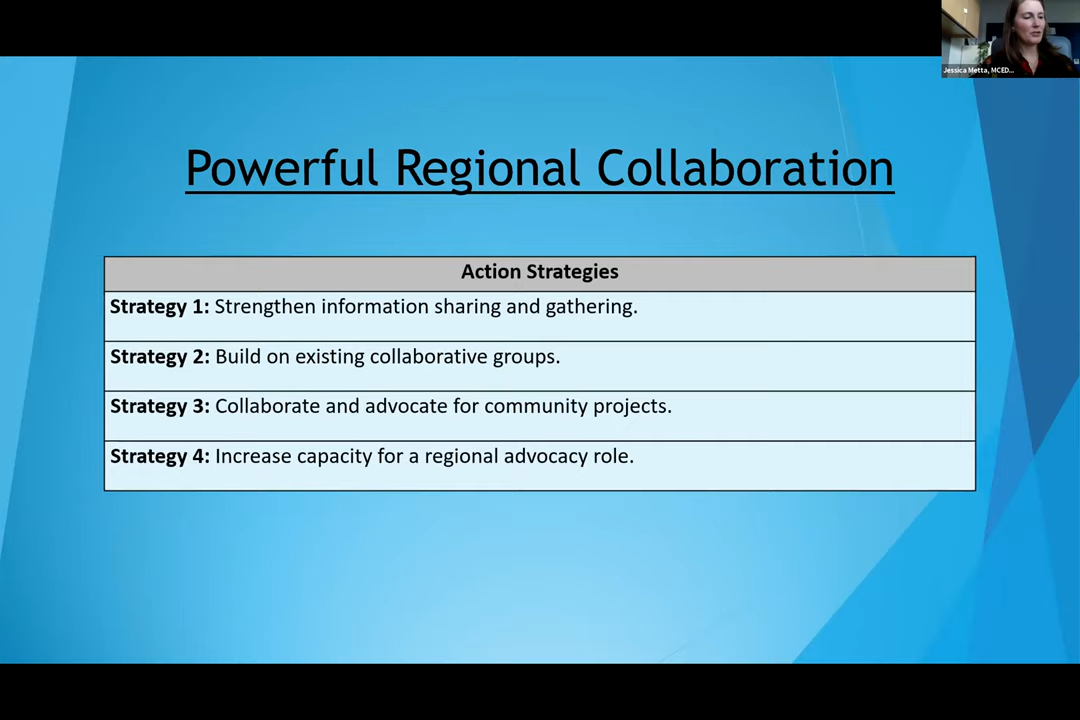 Jessica Metta, MCED...
Powerful Regional Collaboration
Action Strategies
Strategy 1: Strengthen information sharing and gathering.
Strategy 2: Build on existing collaborative groups.
Strategy 3: Collaborate and advocate for community projects.
Strategy 4: Increase capacity for a regional advocacy role.